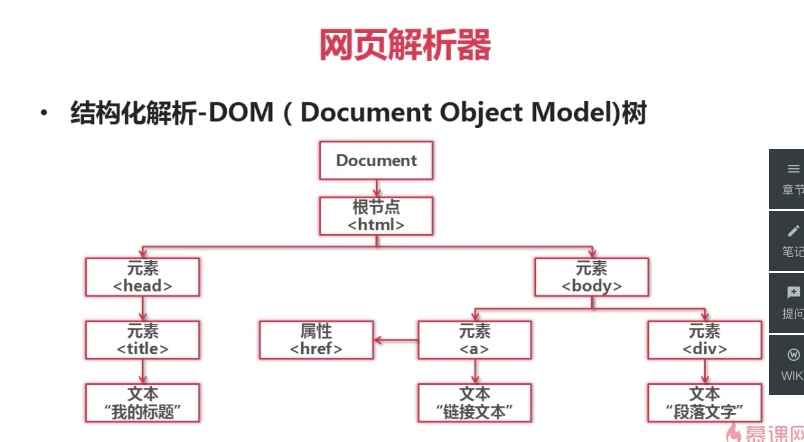 网页解析器
• 结构化解析-DOM（Document Object Model)树
Document
根节点
<html>
元素
<head>
元素
<body>
元素
<title>
属性
<href>
元素
<a>
元素
<div>
文本
“我的标题”
文本
“链接文本”
文本
“段落文字”
章节
笔记
提问
WIK
慕课网